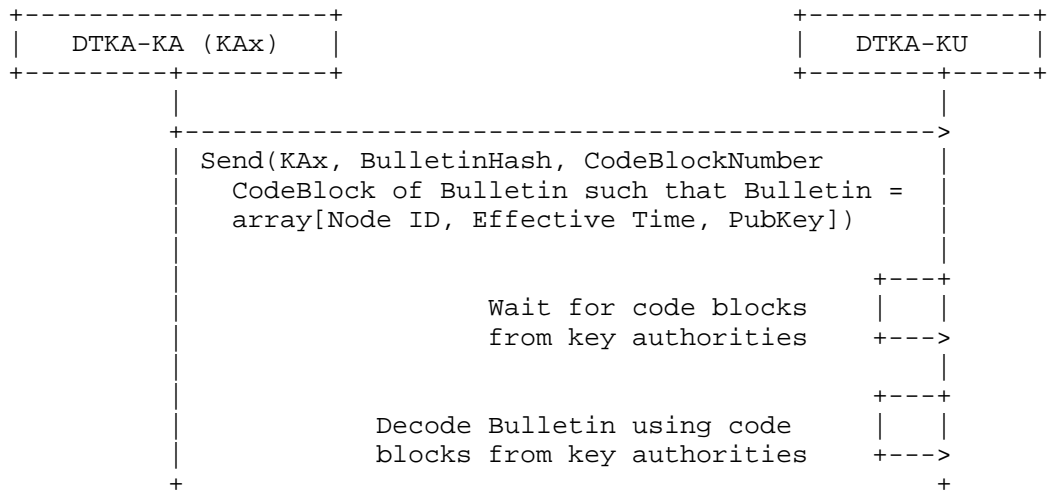 DTKA-KA (KAx) DTKA-KU
Send(KAx, BulletinHash, CodeBlockNumber
CodeBlock of Bulletin such that Bulletin =
array[Node ID, Effective Time, PubKey])
Wait for code blocks
from key authorities
Decode Bulletin using code
blocks from key authorities